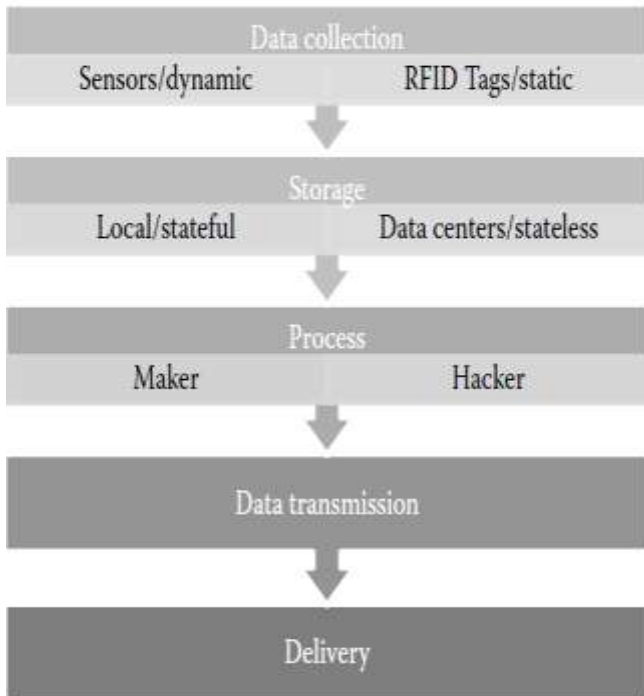 Data collection
Sensors/dynamic RFID Tags/static
Storage
Local/stateful Data centers/stateless
Process
Maker Hacker
Data transmission
Delivery